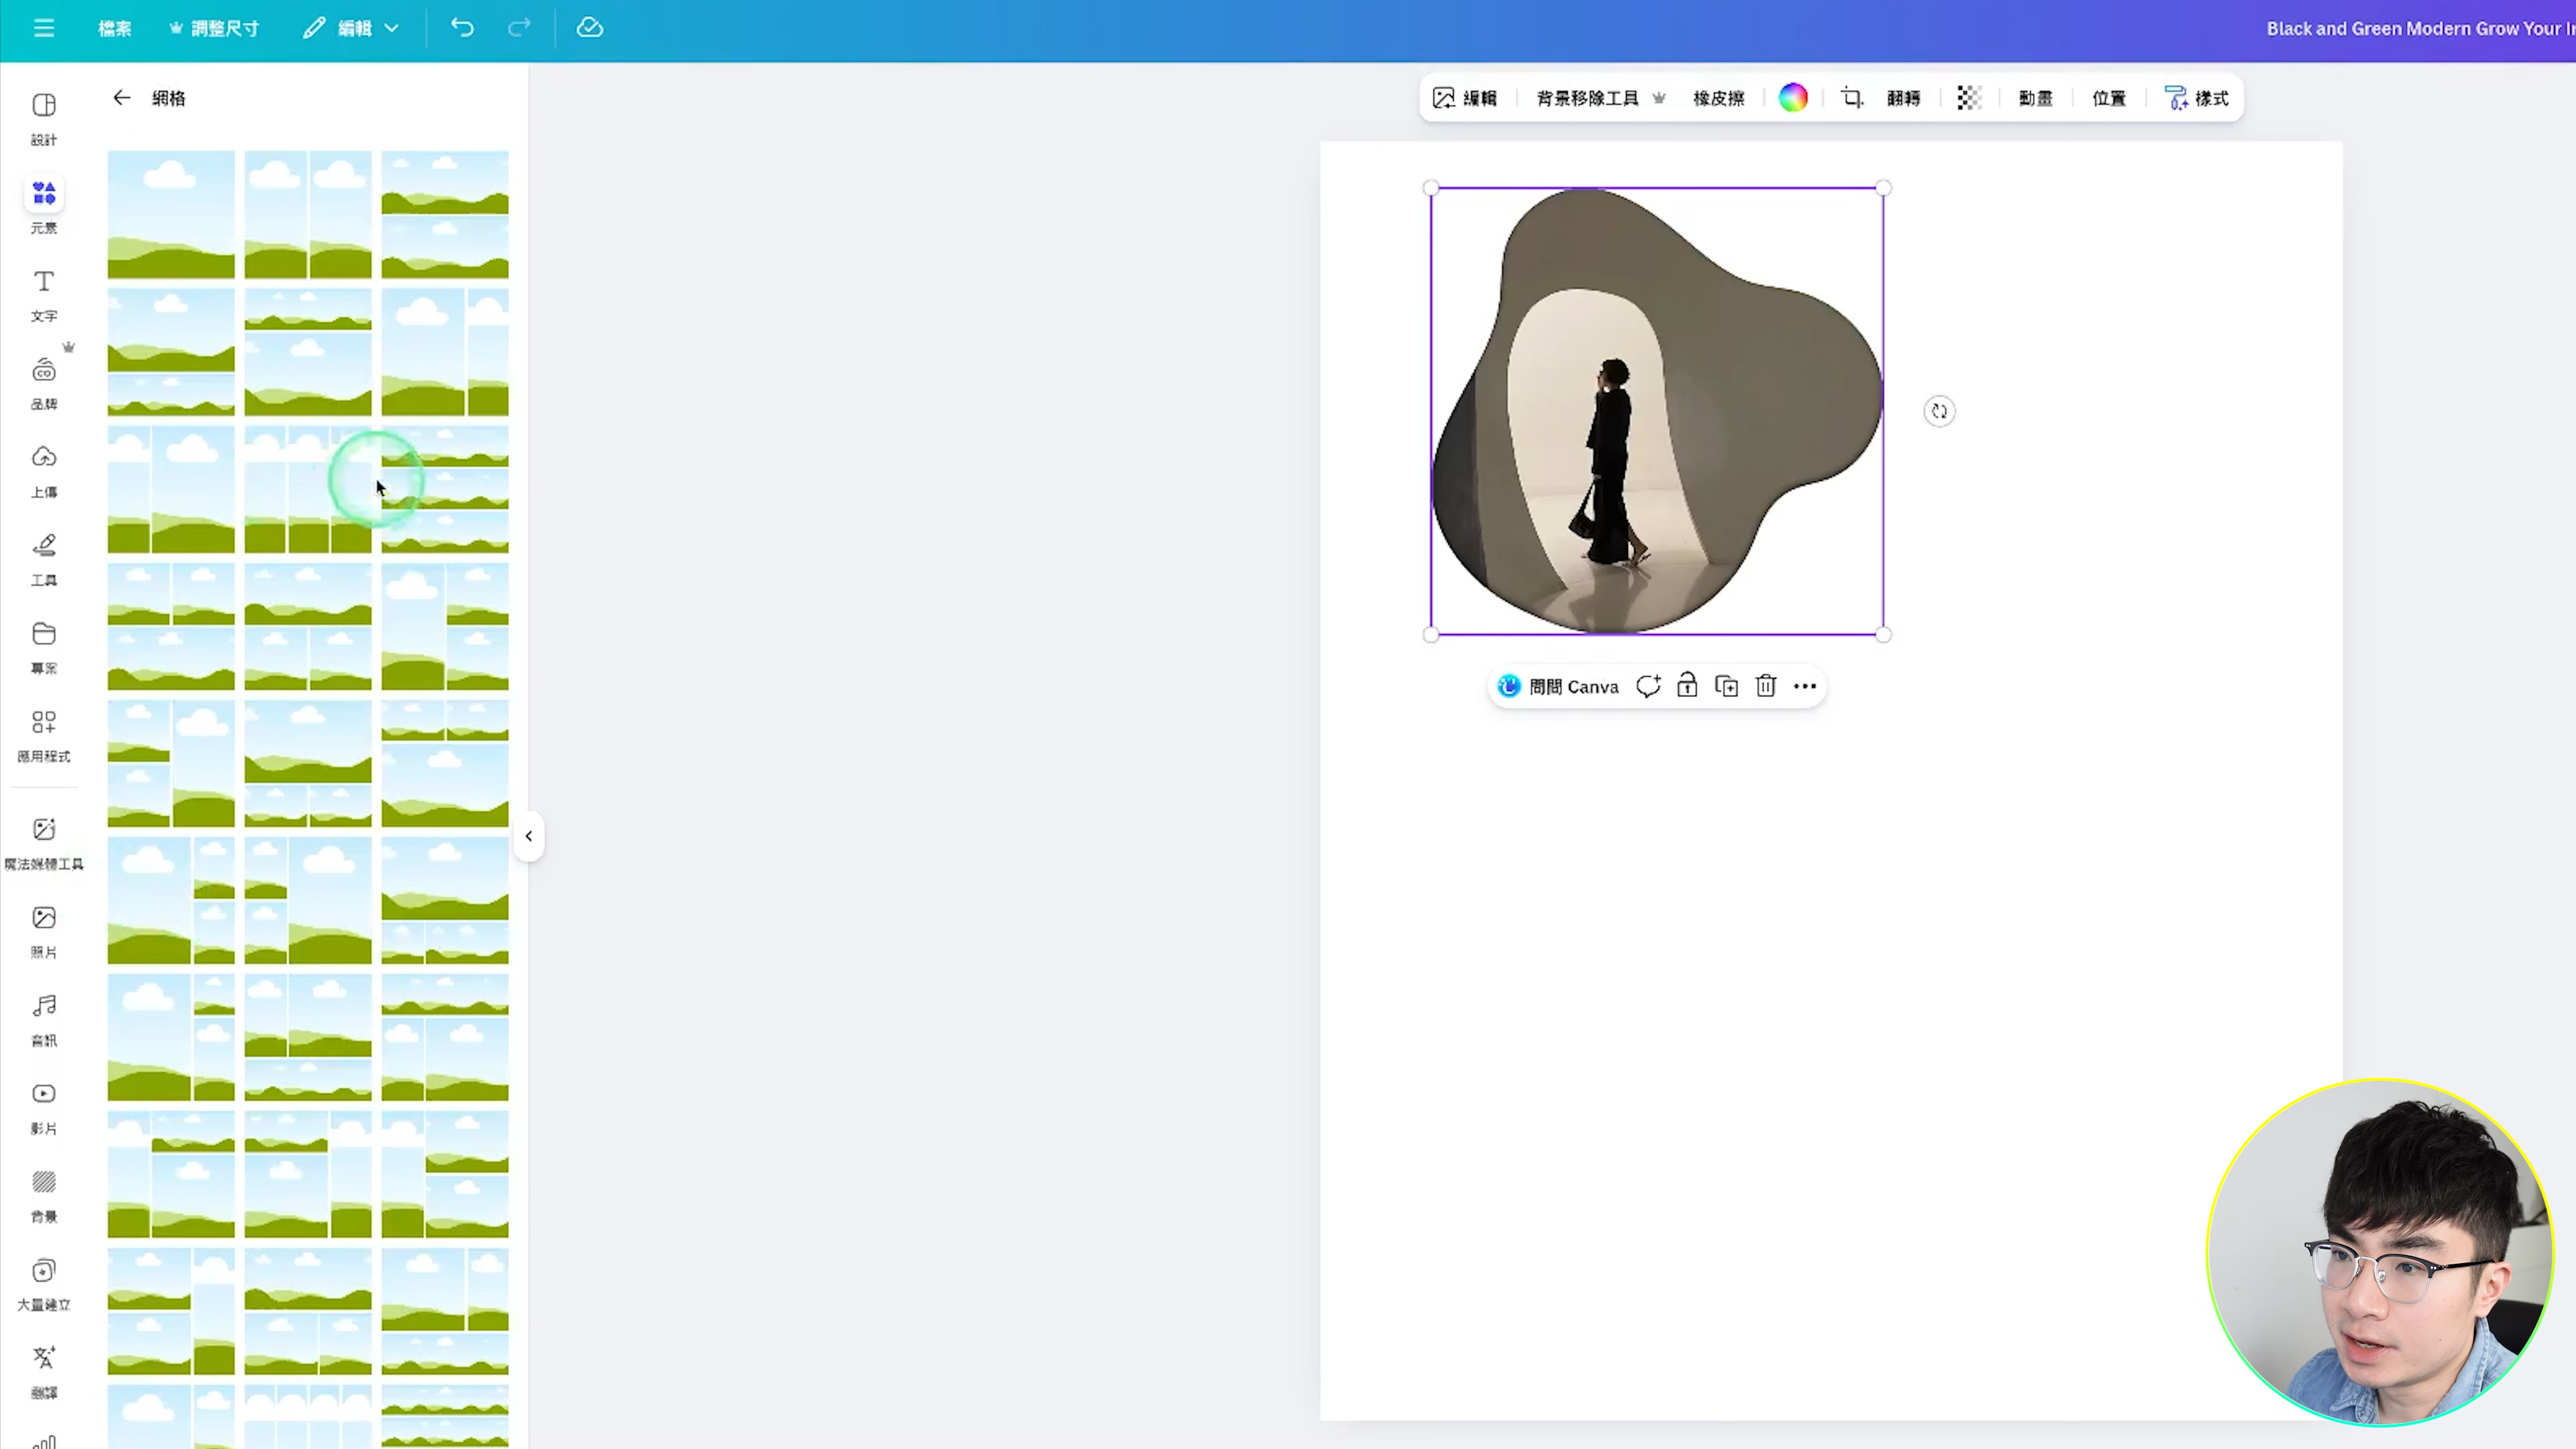 檔案
調整尺寸
編輯
Black and Green Modern Grow Your
網格
設計
元素
文字
品牌
上傳
工具
專案
應用程式
魔法媒體工具
照片
音訊
影片
背景
大量建立
翻譯
編輯
背景移除工具
橡皮擦
翻轉
動畫
位置
樣式
問問 Canva